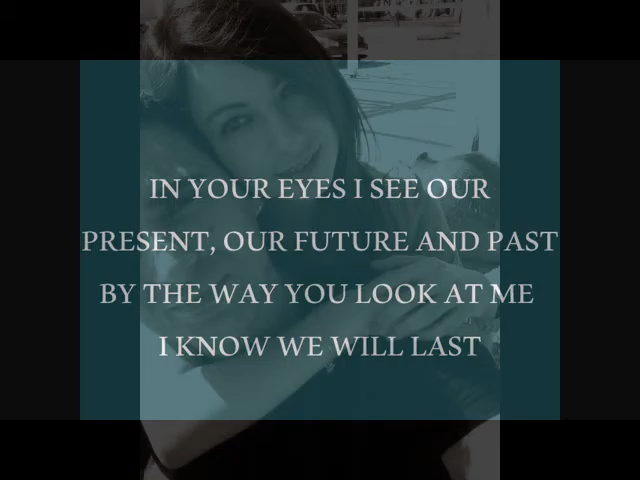 IN YOUR EYES I SEE OUR
PRESENT, OUR FUTURE AND PAST
BY THE WAY YOU LOOK AT ME
I KNOW WE WILL LAST